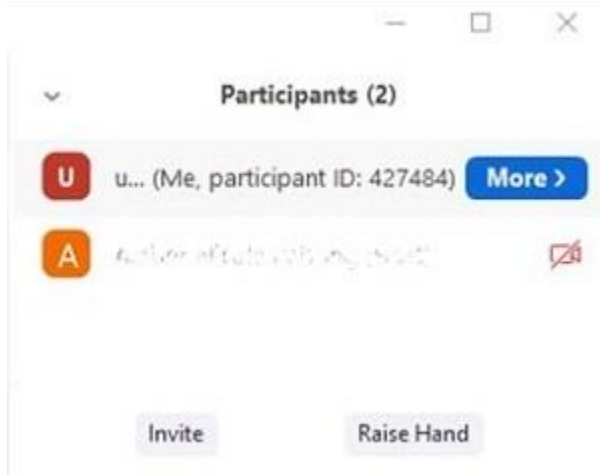 Participants (2)
U u... (Me, participant ID: 427484) More >
A
Invite Raise Hand